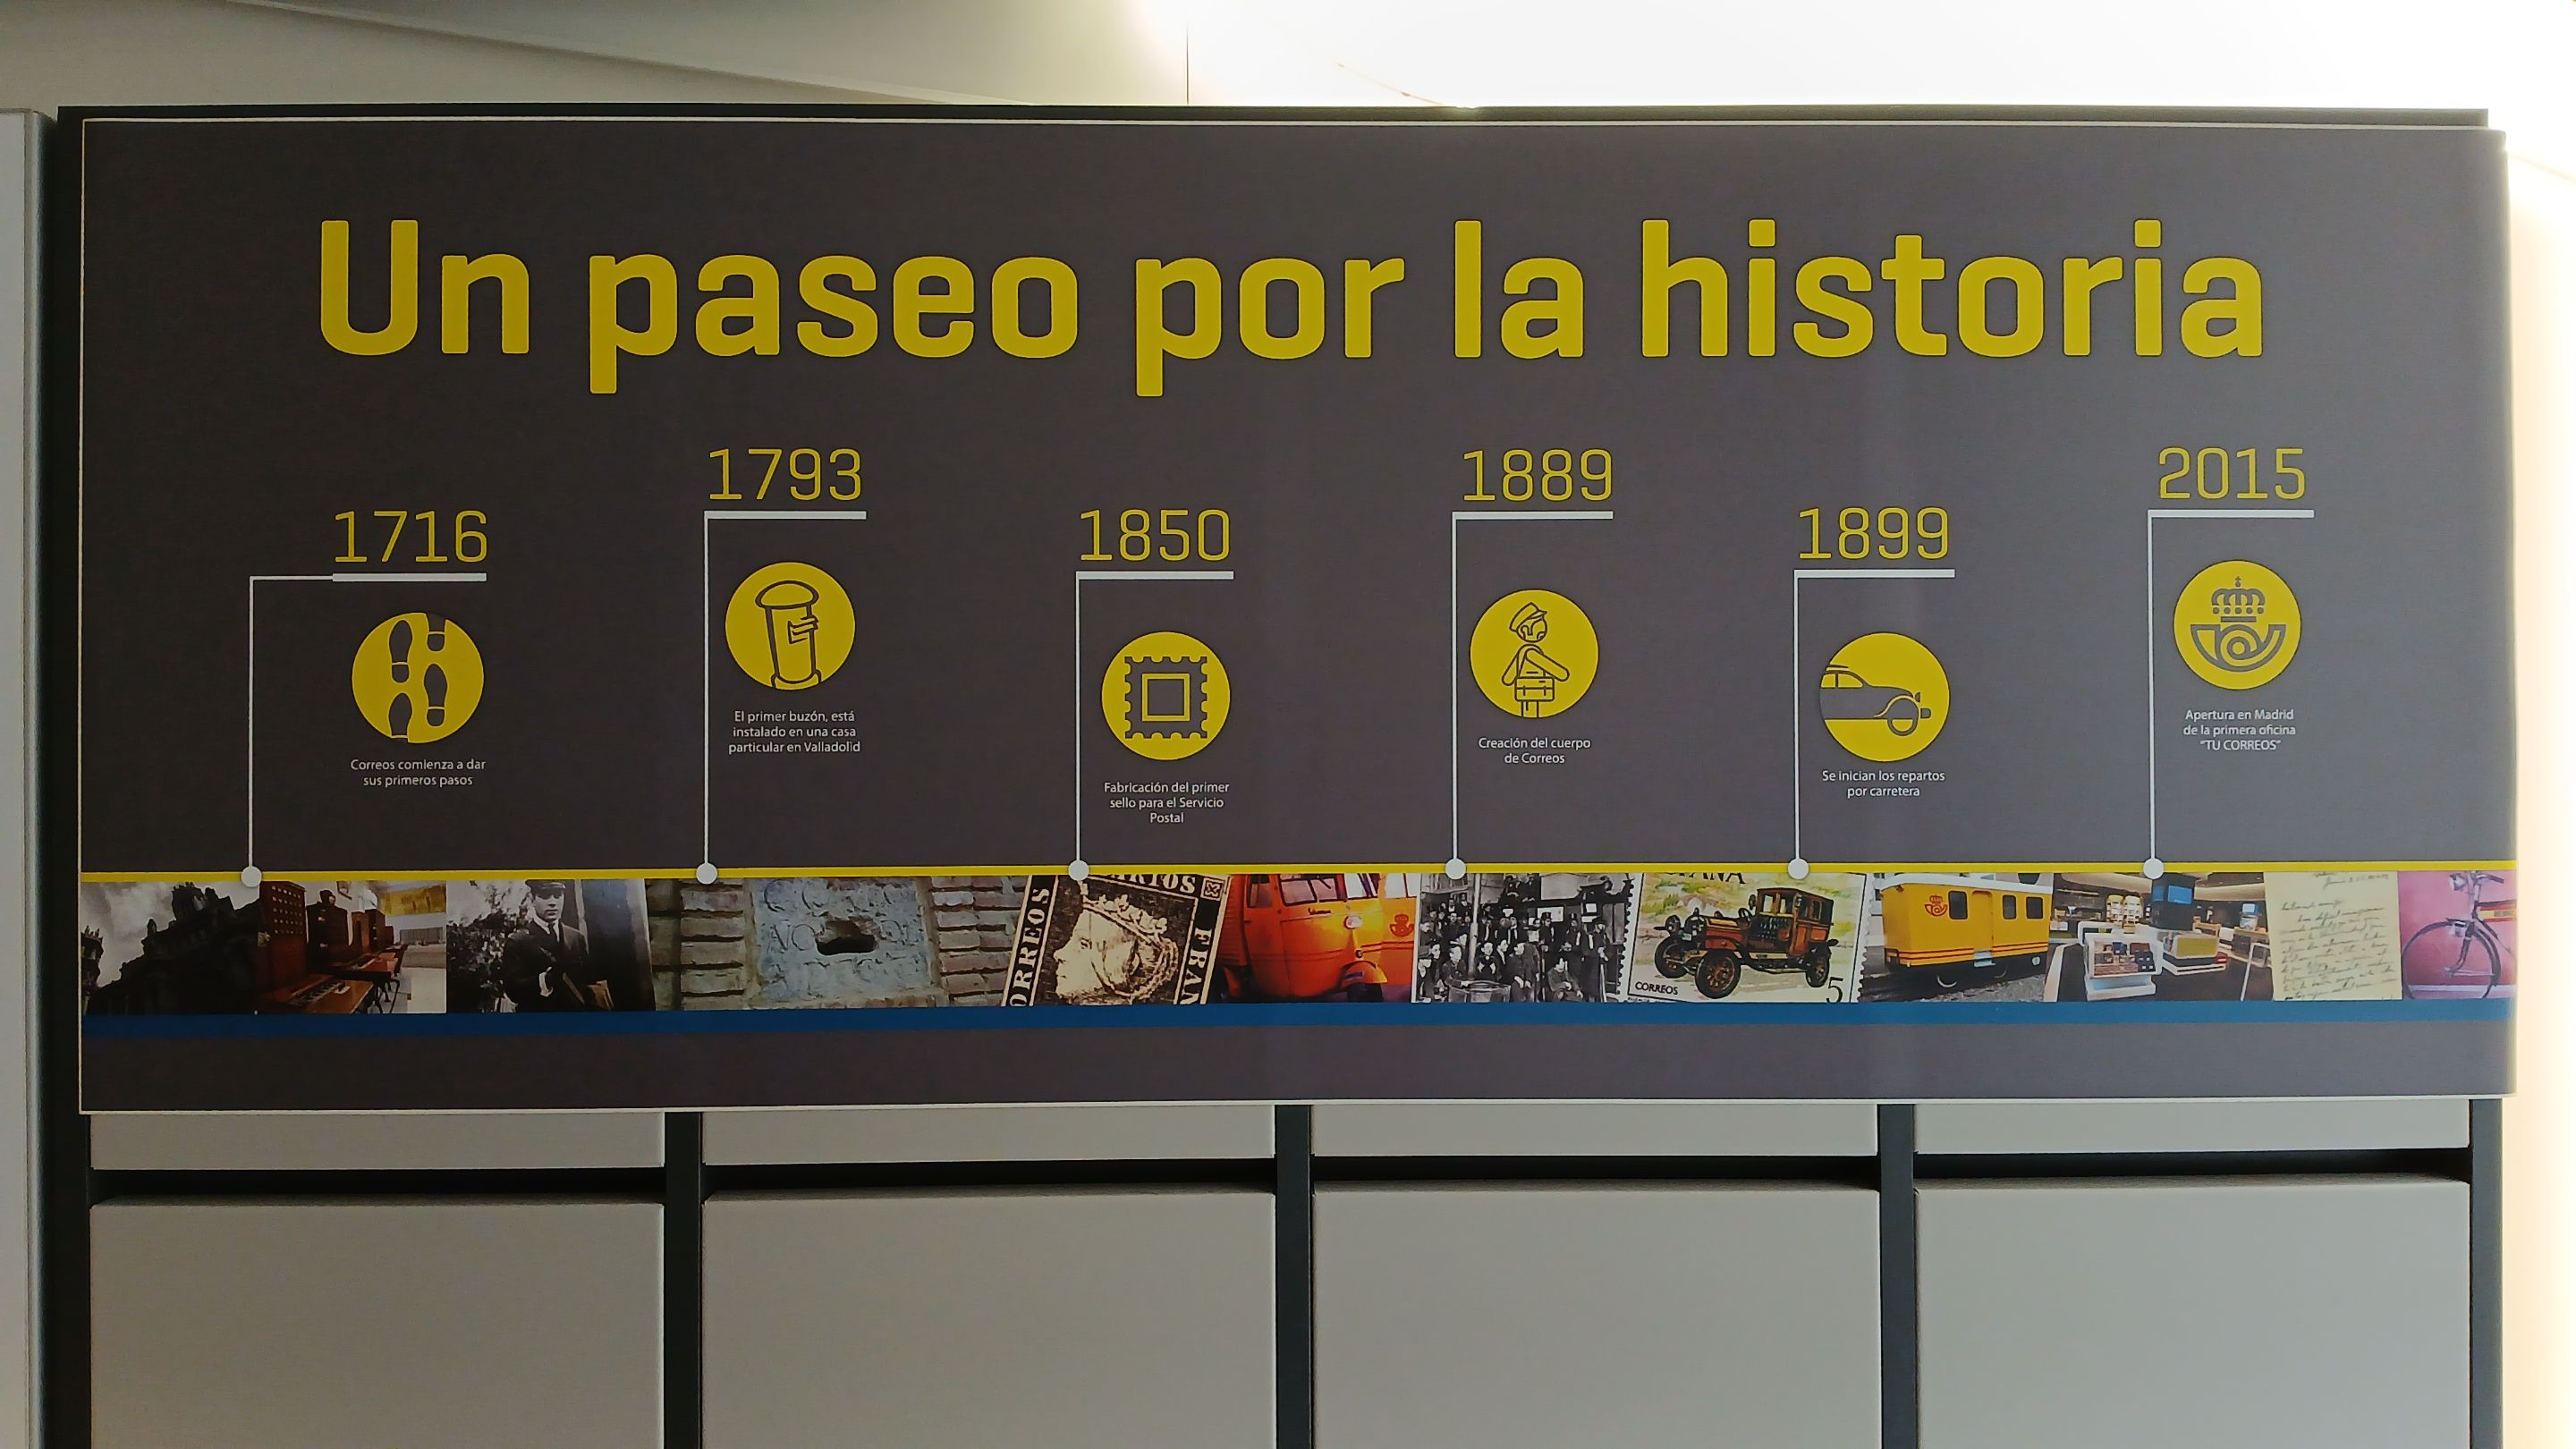 Un paseo por la historia
1716
Correos comienza a dar
sus primeros pasos
1793
El primer buzón, está
instalado en una casa
particular en Valladolid
1850
Fabricación del primer
sello para el Servicio
Postal
1889
Creación del cuerpo
de Correos
1899
Se inician los repartos
por carretera
2015
Apertura en Madrid
de la primera oficina
"TU CORREOS"
CORREOS
5